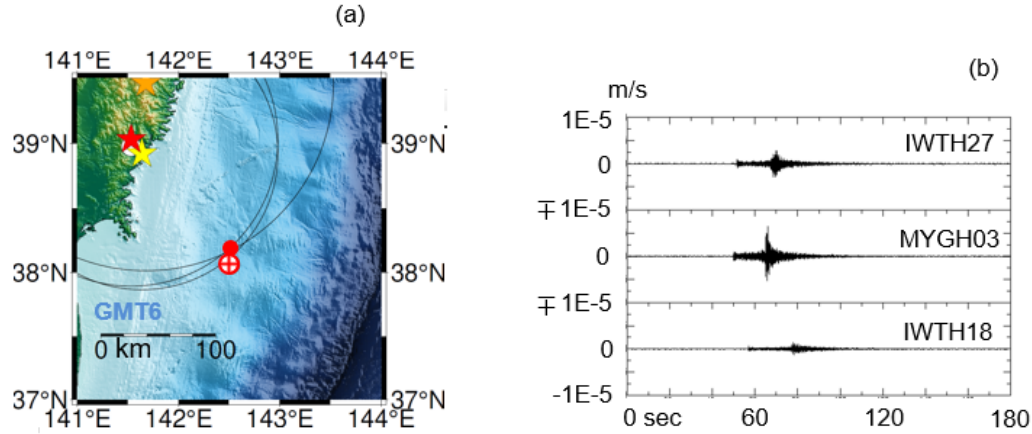 (a)
141°E 142°E 143°E 144°E
39°N 39°N
38°N 38°N
GMT6
0 km 100
37°N 37°N
141°E 142°E 143°E 144°E
(b)
m/s
1E-5
IWTH27
0
∓ 1E-5
MYGH03
0
∓ 1E-5
IWTH18
0
-1E-5
0 sec 60 120 180